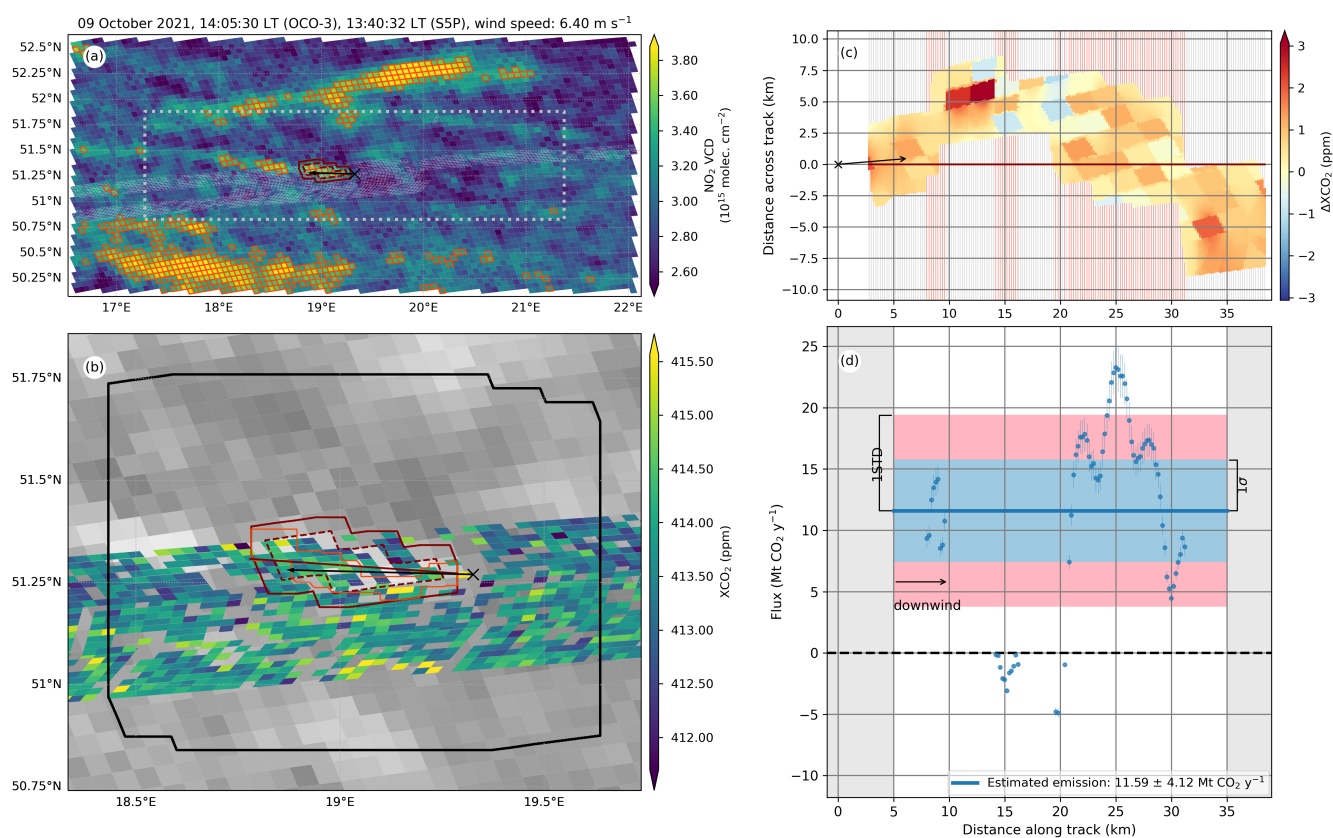 09 October 2021, 14:05:30 LT (OCO-3), 13:40:32 LT (S5P), wind speed: 6.40 m s⁻¹
(a)
52.5°N
52.25°N
52°N
51.75°N
51.5°N
51.25°N
51°N
50.75°N
50.5°N
50.25°N
17°E
18°E
19°E
20°E
21°E
22°E
3.80
3.60
3.40
3.20
3.00
2.80
2.60
NO₂ VCD
(10¹⁵ molec. cm⁻²)
(c)
10.0
7.5
5.0
2.5
0.0
−2.5
−5.0
−7.5
−10.0
Distance across track (km)
0
5
10
15
20
25
30
35
3
2
1
0
−1
−2
−3
ΔXCO₂ (ppm)
(b)
51.75°N
51.5°N
51.25°N
51°N
50.75°N
18.5°E
19°E
19.5°E
415.50
415.00
414.50
414.00
413.50
413.00
412.50
412.00
XCO₂ (ppm)
(d)
25
20
15
10
5
0
−5
−10
Flux (Mt CO₂ y⁻¹)
1STD
1σ
downwind
Estimated emission: 11.59 ± 4.12 Mt CO₂ y⁻¹
0
5
10
15
20
25
30
35
Distance along track (km)